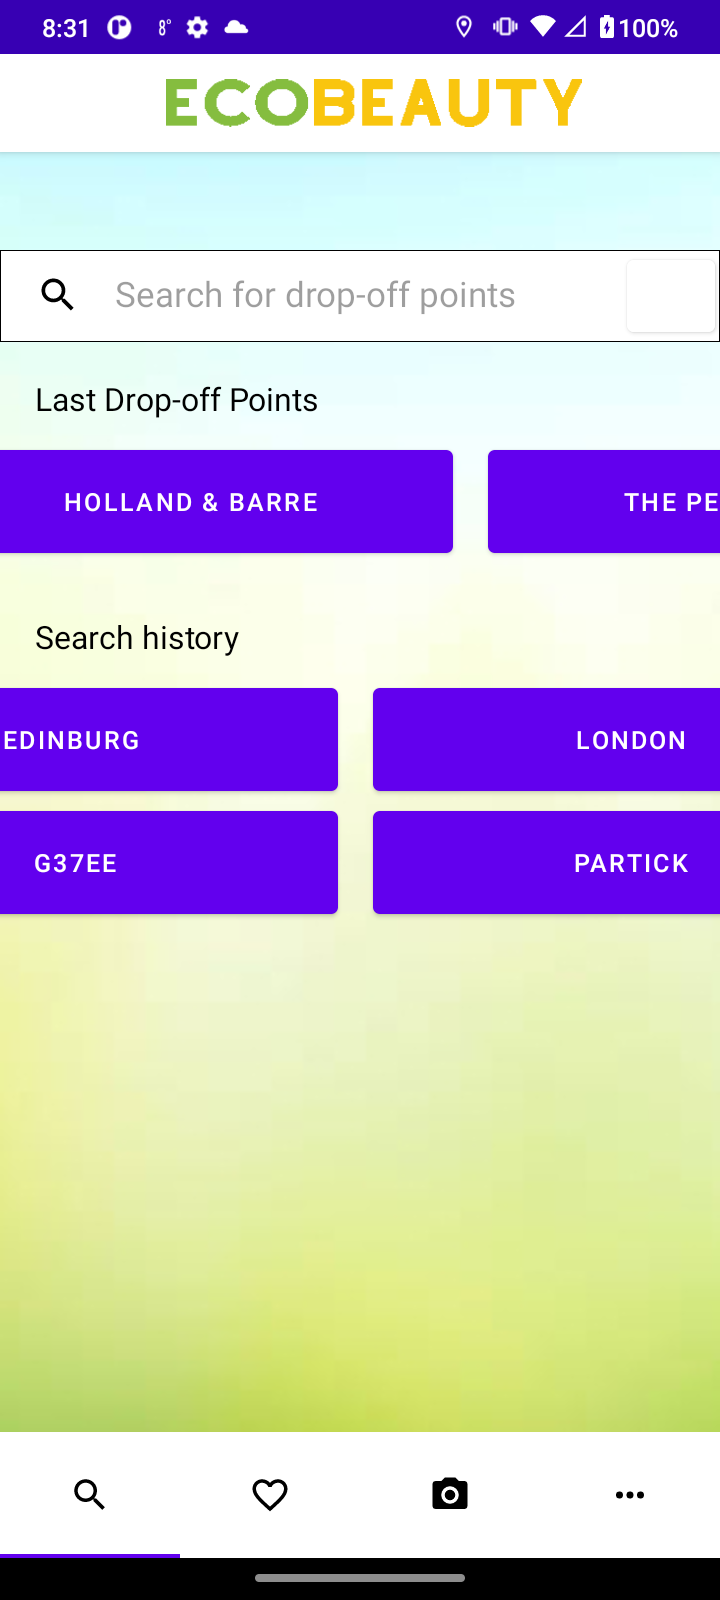 8:31 8° 100%
ECOBEAUTY
Search for drop-off points
Last Drop-off Points
HOLLAND & BARRE THE PE
Search history
EDINBURG LONDON
G37EE PARTICK